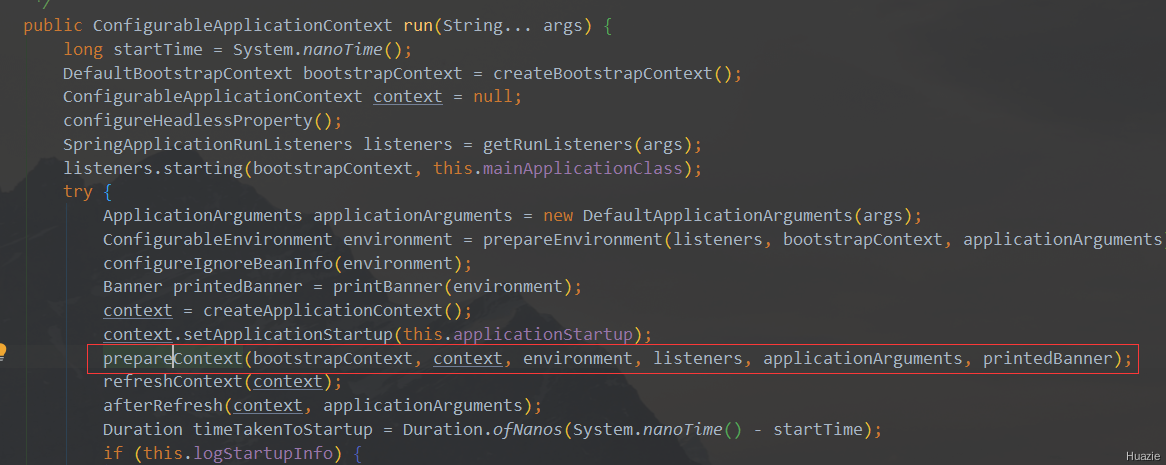 */
public ConfigurableApplicationContext run(String... args) {
long startTime = System.nanoTime();
DefaultBootstrapContext bootstrapContext = createBootstrapContext();
ConfigurableApplicationContext context = null;
configureHeadlessProperty();
SpringApplicationRunListeners listeners = getRunListeners(args);
listeners.starting(bootstrapContext, this.mainApplicationClass);
try {
ApplicationArguments applicationArguments = new DefaultApplicationArguments(args);
ConfigurableEnvironment environment = prepareEnvironment(listeners, bootstrapContext, applicationArguments)
configureIgnoreBeanInfo(environment);
Banner printedBanner = printBanner(environment);
context = createApplicationContext();
context.setApplicationStartup(this.applicationStartup);
prepareContext(bootstrapContext, context, environment, listeners, applicationArguments, printedBanner);
refreshContext(context);
afterRefresh(context, applicationArguments);
Duration timeTakenToStartup = Duration.ofNanos(System.nanoTime() - startTime);
if (this.logStartupInfo) {
Huazie